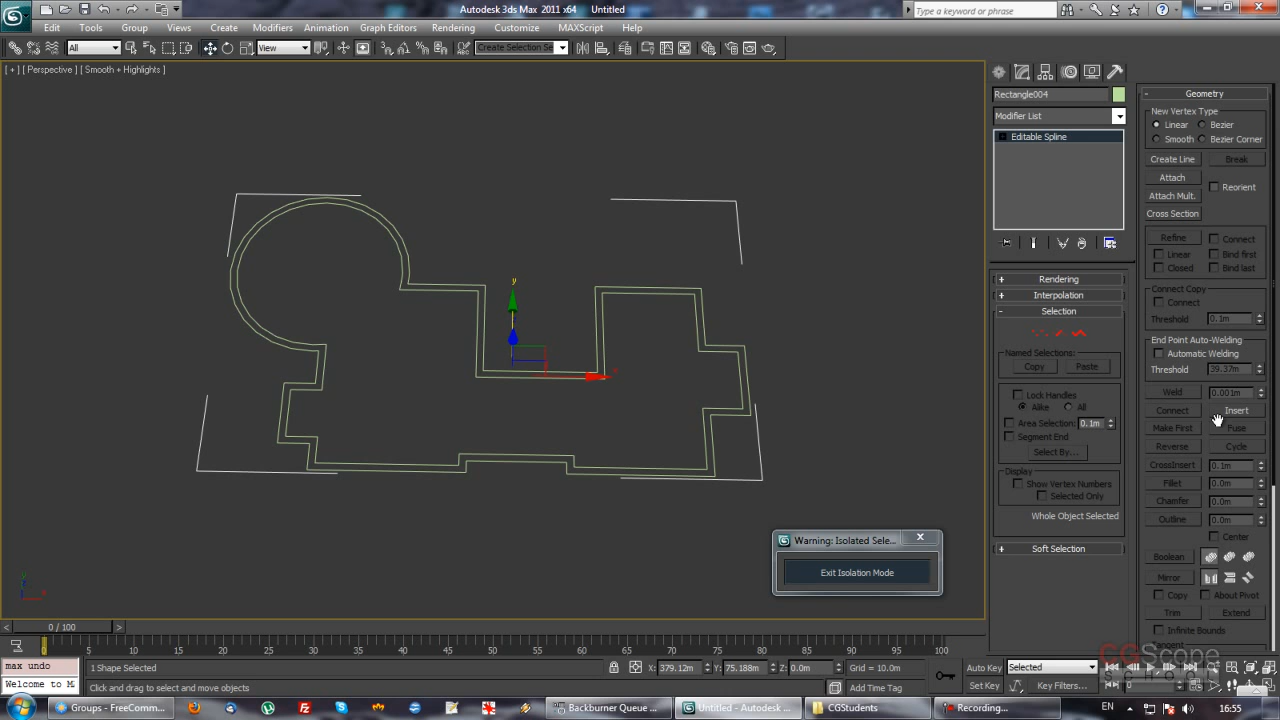 Autodesk 3ds Max 2011 x64 Untitled
Type a keyword or phrase
Edit Tools Group Views Create Modifiers Animation Graph Editors Rendering Customize MAXScript Help
All View Create Selection Se
[ + ] [ Perspective ] [ Smooth + Highlights ]
Rectangle004
Modifier List
Editable Spline
Rendering
Interpolation
Selection
Named Selections:
Copy Paste
Lock Handles
Alike All
Area Selection: 0.1m
Segment End
Select By...
Display
Show Vertex Numbers
Selected Only
Whole Object Selected
Soft Selection
Geometry
New Vertex Type
Linear Bezier
Smooth Bezier Corner
Create Line Break
Attach
Reorient
Attach Mult.
Cross Section
Refine Connect
Linear Bind first
Closed Bind last
Connect Copy
Connect
Threshold 0.1m
End Point Auto-Welding
Automatic Welding
Threshold 99.37m
Weld 0.001m
Connect Insert
Make First Fuse
Reverse Cycle
CrossInsert 0.1m
Fillet 0.0m
Chamfer 0.0m
Outline 0.0m
Center
Boolean
Mirror
Copy About Pivot
Trim Extend
Infinite Bounds
y
Warning: Isolated Sele...
Exit Isolation Mode
0 / 100
0 5 10 15 20 25 30 35 40 45 50 55 60 65 70 75 80 85 90 95 100
max undo
Welcome to M
1 Shape Selected
Click and drag to select and move objects
X: 379.12m Y: 75.188m Z: 0.0m Grid = 10.0m
Add Time Tag
Auto Key Selected
Set Key Key Filters...
0
CGScope
SCHOOL
Groups - FreeComm... Backburner Queue ... Untitled - Autodesk ... CGStudents Recording... EN 16:55